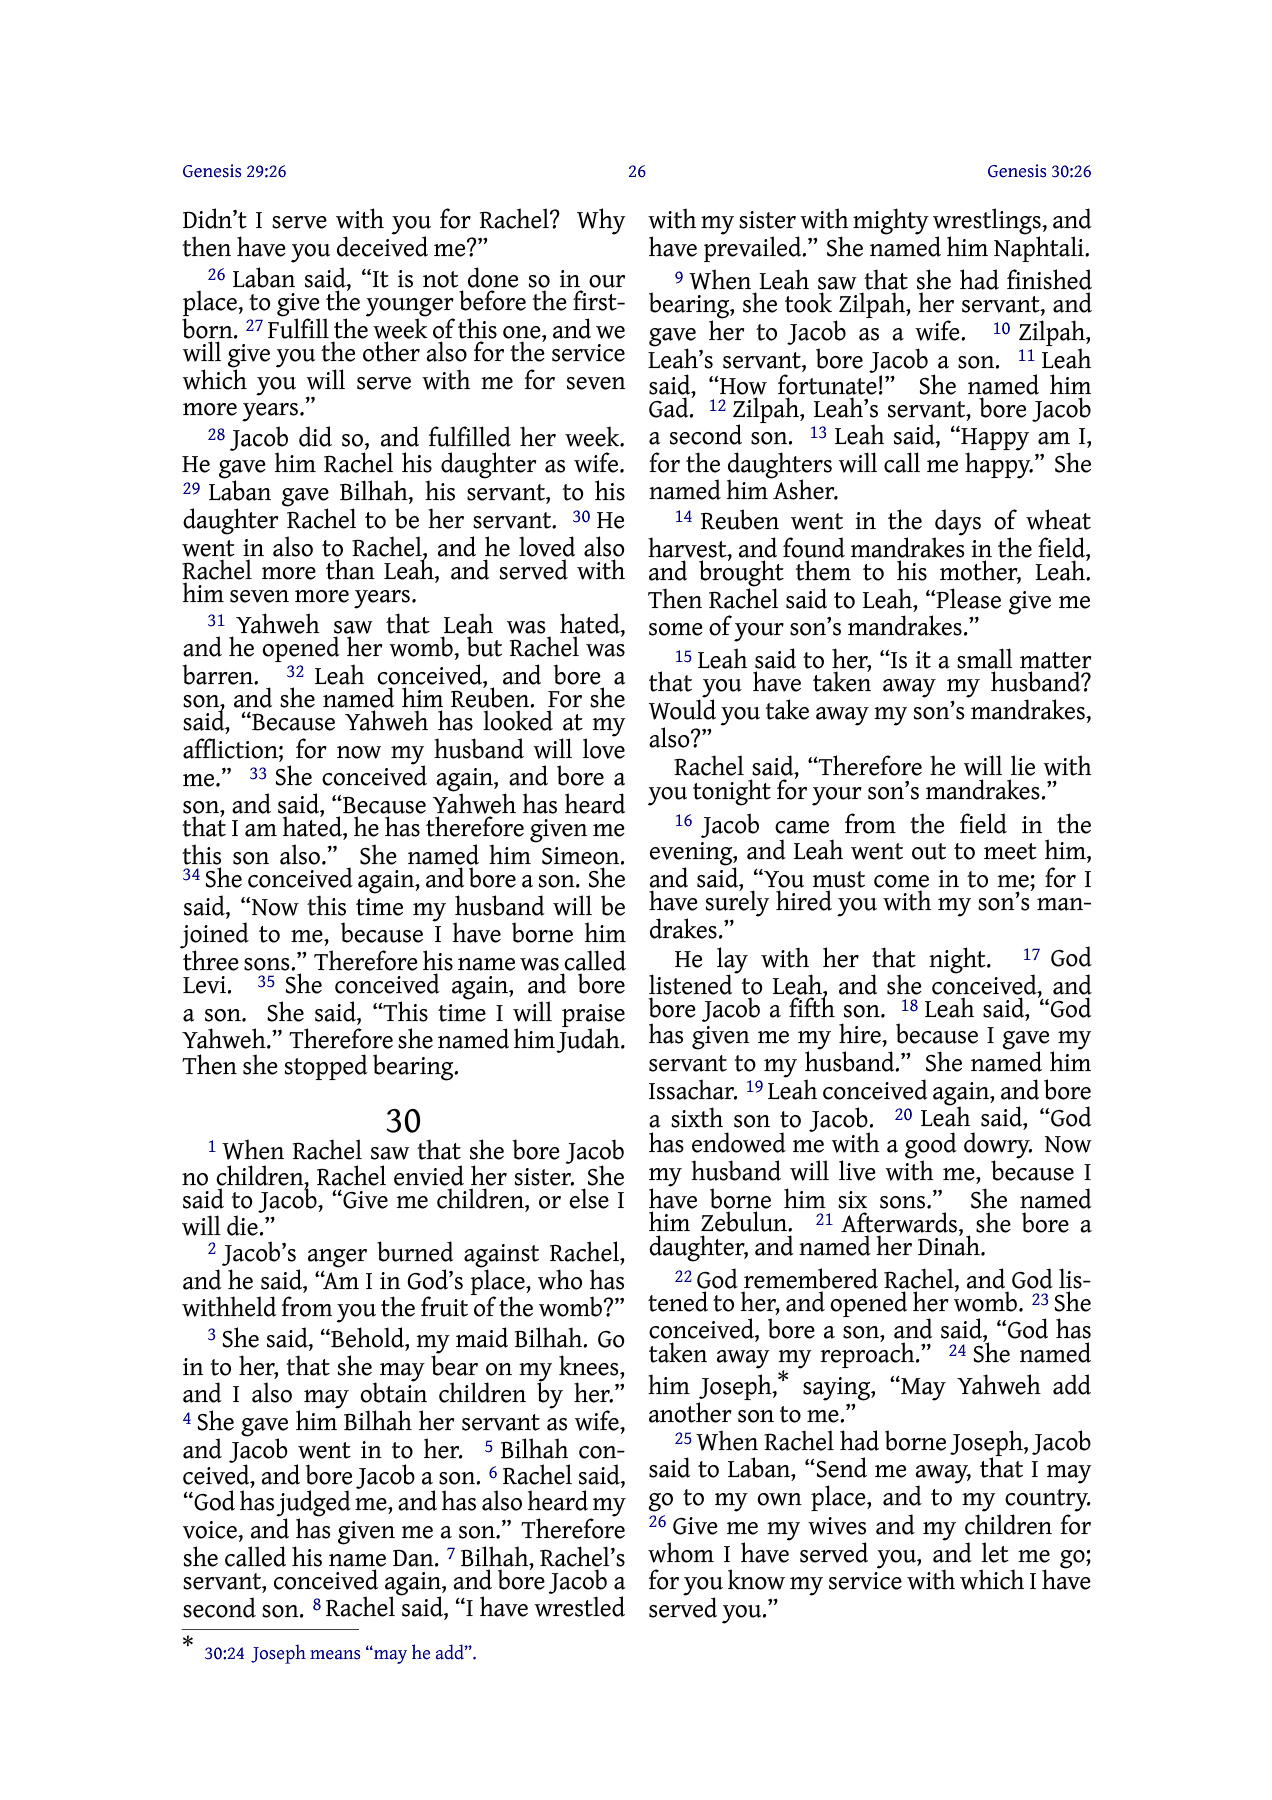 Genesis 29:26
26
Genesis 30:26
Didn’t I serve with you for Rachel? Why
then have you deceived me?”
26 Laban said, “It is not done so in our
place, to give the younger before the first-
born. 27 Fulfill the week of this one, and we
will give you the other also for the service
which you will serve with me for seven
more years.”
28 Jacob did so, and fulfilled her week.
He gave him Rachel his daughter as wife.
29 Laban gave Bilhah, his servant, to his
daughter Rachel to be her servant. 30 He
went in also to Rachel, and he loved also
Rachel more than Leah, and served with
him seven more years.
31 Yahweh saw that Leah was hated,
and he opened her womb, but Rachel was
barren. 32 Leah conceived, and bore a
son, and she named him Reuben. For she
said, “Because Yahweh has looked at my
affliction; for now my husband will love
me.” 33 She conceived again, and bore a
son, and said, “Because Yahweh has heard
that I am hated, he has therefore given me
this son also.” She named him Simeon.
34 She conceived again, and bore a son. She
said, “Now this time my husband will be
joined to me, because I have borne him
three sons.” Therefore his name was called
Levi. 35 She conceived again, and bore
a son. She said, “This time I will praise
Yahweh.” Therefore she named him Judah.
Then she stopped bearing.
30
1 When Rachel saw that she bore Jacob
no children, Rachel envied her sister. She
said to Jacob, “Give me children, or else I
will die.”
2 Jacob’s anger burned against Rachel,
and he said, “Am I in God’s place, who has
withheld from you the fruit of the womb?”
3 She said, “Behold, my maid Bilhah. Go
in to her, that she may bear on my knees,
and I also may obtain children by her.”
4 She gave him Bilhah her servant as wife,
and Jacob went in to her. 5 Bilhah con-
ceived, and bore Jacob a son. 6 Rachel said,
“God has judged me, and has also heard my
voice, and has given me a son.” Therefore
she called his name Dan. 7 Bilhah, Rachel’s
servant, conceived again, and bore Jacob a
second son. 8 Rachel said, “I have wrestled
with my sister with mighty wrestlings, and
have prevailed.” She named him Naphtali.
9 When Leah saw that she had finished
bearing, she took Zilpah, her servant, and
gave her to Jacob as a wife. 10 Zilpah,
Leah’s servant, bore Jacob a son. 11 Leah
said, “How fortunate!” She named him
Gad. 12 Zilpah, Leah’s servant, bore Jacob
a second son. 13 Leah said, “Happy am I,
for the daughters will call me happy.” She
named him Asher.
14 Reuben went in the days of wheat
harvest, and found mandrakes in the field,
and brought them to his mother, Leah.
Then Rachel said to Leah, “Please give me
some of your son’s mandrakes.”
15 Leah said to her, “Is it a small matter
that you have taken away my husband?
Would you take away my son’s mandrakes,
also?”
Rachel said, “Therefore he will lie with
you tonight for your son’s mandrakes.”
16 Jacob came from the field in the
evening, and Leah went out to meet him,
and said, “You must come in to me; for I
have surely hired you with my son’s man-
drakes.”
He lay with her that night. 17 God
listened to Leah, and she conceived, and
bore Jacob a fifth son. 18 Leah said, “God
has given me my hire, because I gave my
servant to my husband.” She named him
Issachar. 19 Leah conceived again, and bore
a sixth son to Jacob. 20 Leah said, “God
has endowed me with a good dowry. Now
my husband will live with me, because I
have borne him six sons.” She named
him Zebulun. 21 Afterwards, she bore a
daughter, and named her Dinah.
22 God remembered Rachel, and God lis-
tened to her, and opened her womb. 23 She
conceived, bore a son, and said, “God has
taken away my reproach.” 24 She named
him Joseph,* saying, “May Yahweh add
another son to me.”
25 When Rachel had borne Joseph, Jacob
said to Laban, “Send me away, that I may
go to my own place, and to my country.
26 Give me my wives and my children for
whom I have served you, and let me go;
for you know my service with which I have
served you.”
* 30:24 Joseph means “may he add”.